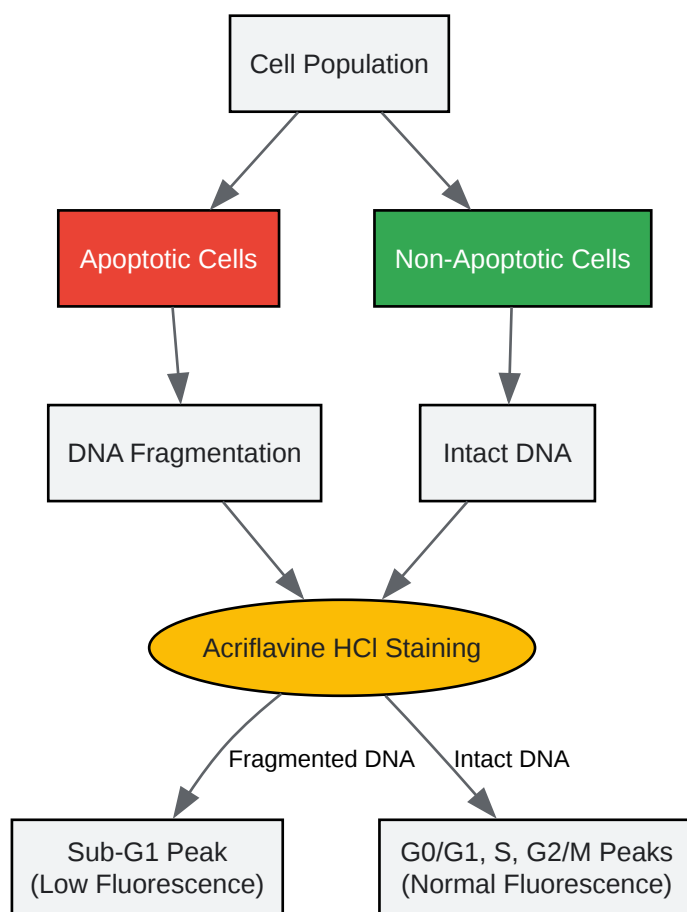 Cell Population
Apoptotic Cells
Non-Apoptotic Cells
DNA Fragmentation
Intact DNA
Acriflavine HCl Staining
Fragmented DNA
Intact DNA
Sub-G1 Peak
(Low Fluorescence)
G0/G1, S, G2/M Peaks
(Normal Fluorescence)